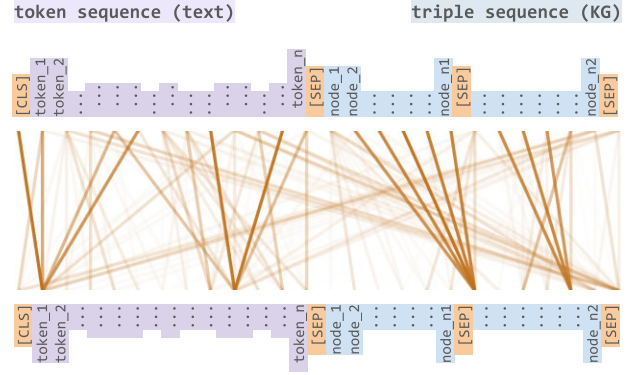 token sequence (text) triple sequence (KG)
[CLS] token_1 token_2 : : : : : : : : : : : token_n [SEP] node_1 node_2 : : : : node_n1 [SEP] : : : : : : node_n2 [SEP]
[CLS] token_1 token_2 : : : : : : : : : : : token_n [SEP] node_1 node_2 : : : : node_n1 [SEP] : : : : : : node_n2 [SEP]